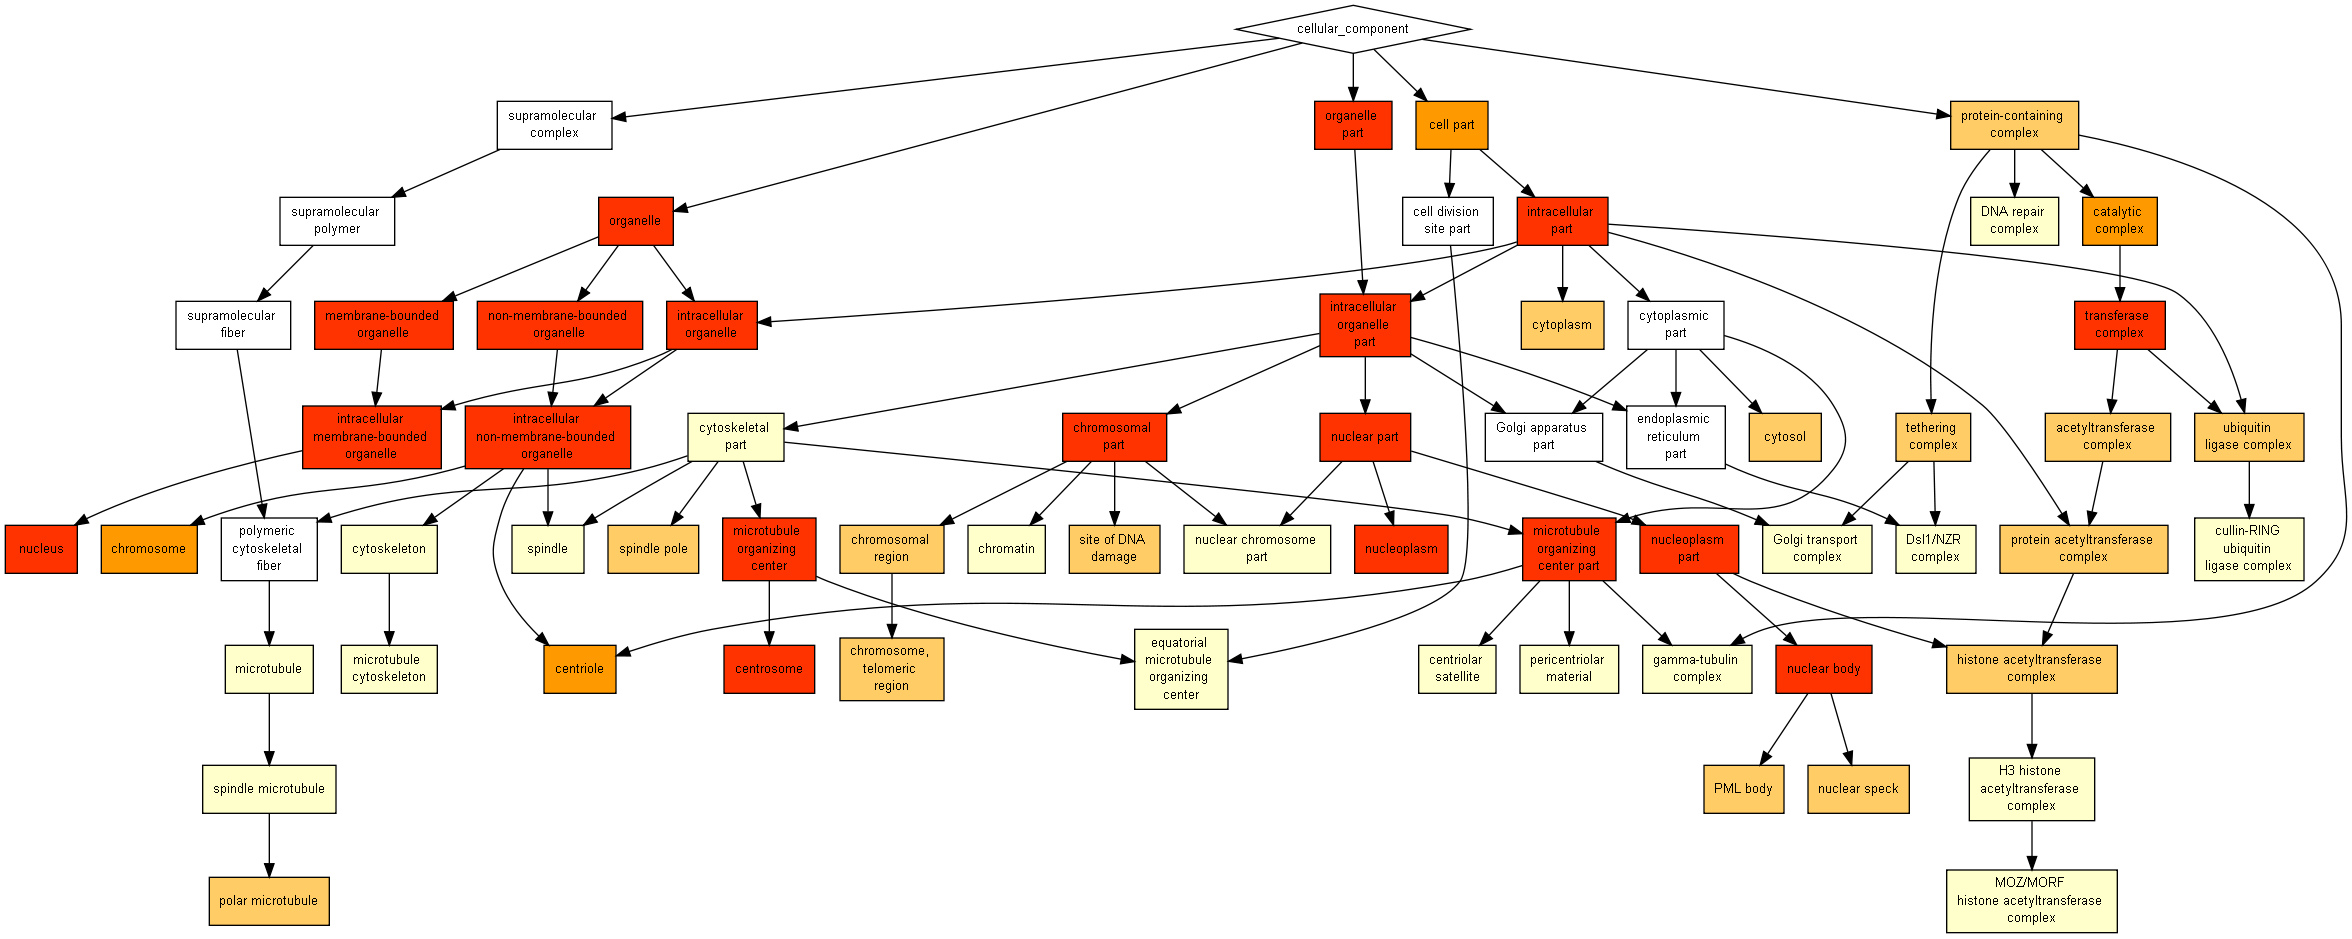 cellular_component
supramolecular
complex
organelle
part
cell part
protein-containing
complex
supramolecular
polymer
organelle
cell division
site part
intracellular
part
DNA repair
complex
catalytic
complex
supramolecular
fiber
membrane-bounded
organelle
non-membrane-bounded
organelle
intracellular
organelle
intracellular
organelle
part
cytoplasm
cytoplasmic
part
transferase
complex
intracellular
membrane-bounded
organelle
intracellular
non-membrane-bounded
organelle
cytoskeletal
part
chromosomal
part
nuclear part
Golgi apparatus
part
endoplasmic
reticulum
part
cytosol
tethering
complex
acetyltransferase
complex
ubiquitin
ligase complex
nucleus
chromosome
polymeric
cytoskeletal
fiber
cytoskeleton
spindle
spindle pole
microtubule
organizing
center
chromosomal
region
chromatin
site of DNA
damage
nuclear chromosome
part
nucleoplasm
microtubule
organizing
center part
nucleoplasm
part
Golgi transport
complex
Dsl1/NZR
complex
protein acetyltransferase
complex
cullin-RING
ubiquitin
ligase complex
microtubule
microtubule
cytoskeleton
centriole
centrosome
chromosome,
telomeric
region
equatorial
microtubule
organizing
center
centriolar
satellite
pericentriolar
material
gamma-tubulin
complex
nuclear body
histone acetyltransferase
complex
spindle microtubule
PML body
nuclear speck
H3 histone
acetyltransferase
complex
polar microtubule
MOZ/MORF
histone acetyltransferase
complex